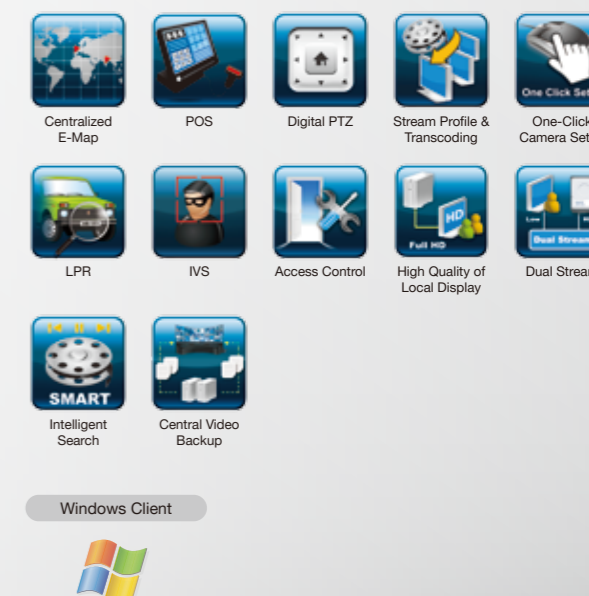 One Click Set
Centralized
E-Map
POS
Digital PTZ
Stream Profile &
Transcoding
One-Click
Camera Set
Full HD
HD
Low
Dual Stream
LPR
IVS
Access Control
High Quality of
Local Display
Dual Strea
SMART
Intelligent
Search
Central Video
Backup
Windows Client